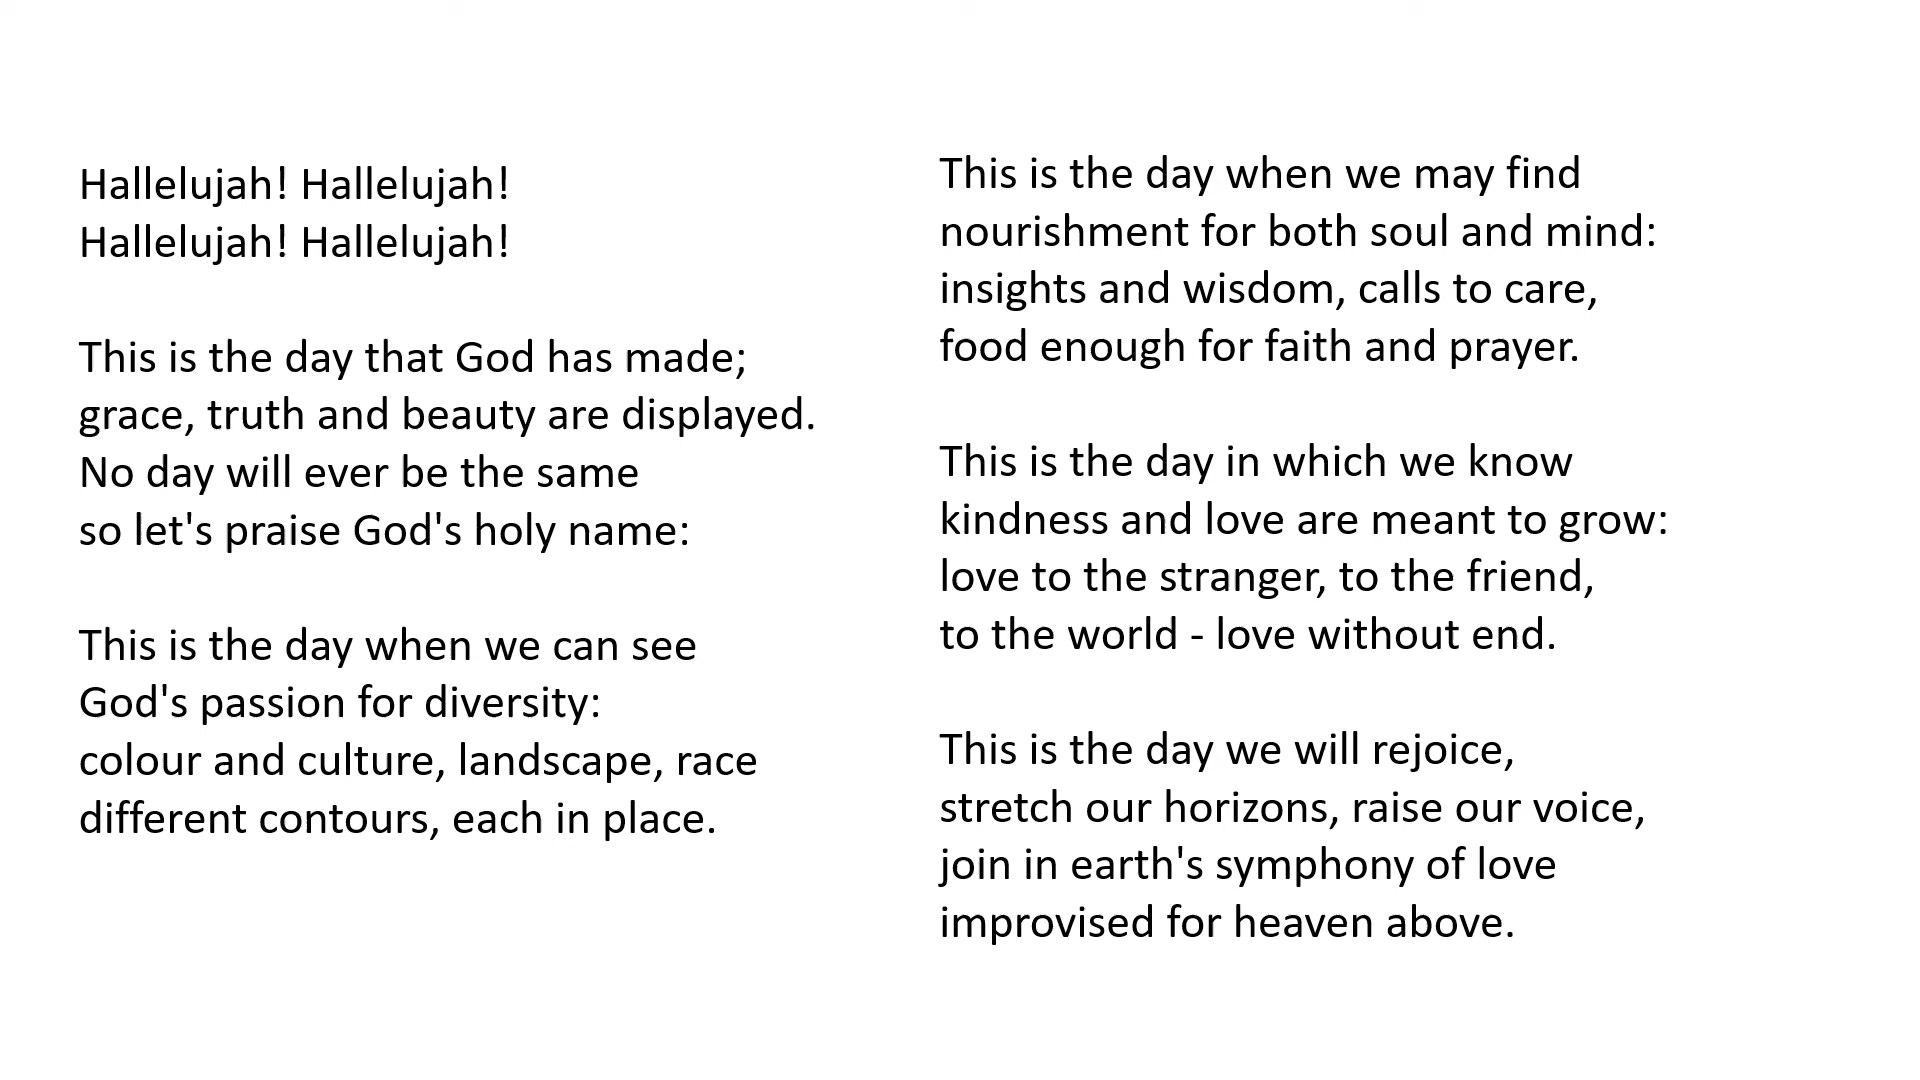 Hallelujah! Hallelujah!
Hallelujah! Hallelujah!

This is the day that God has made;
grace, truth and beauty are displayed.
No day will ever be the same
so let's praise God's holy name:

This is the day when we can see
God's passion for diversity:
colour and culture, landscape, race
different contours, each in place.

This is the day when we may find
nourishment for both soul and mind:
insights and wisdom, calls to care,
food enough for faith and prayer.

This is the day in which we know
kindness and love are meant to grow:
love to the stranger, to the friend,
to the world - love without end.

This is the day we will rejoice,
stretch our horizons, raise our voice,
join in earth's symphony of love
improvised for heaven above.